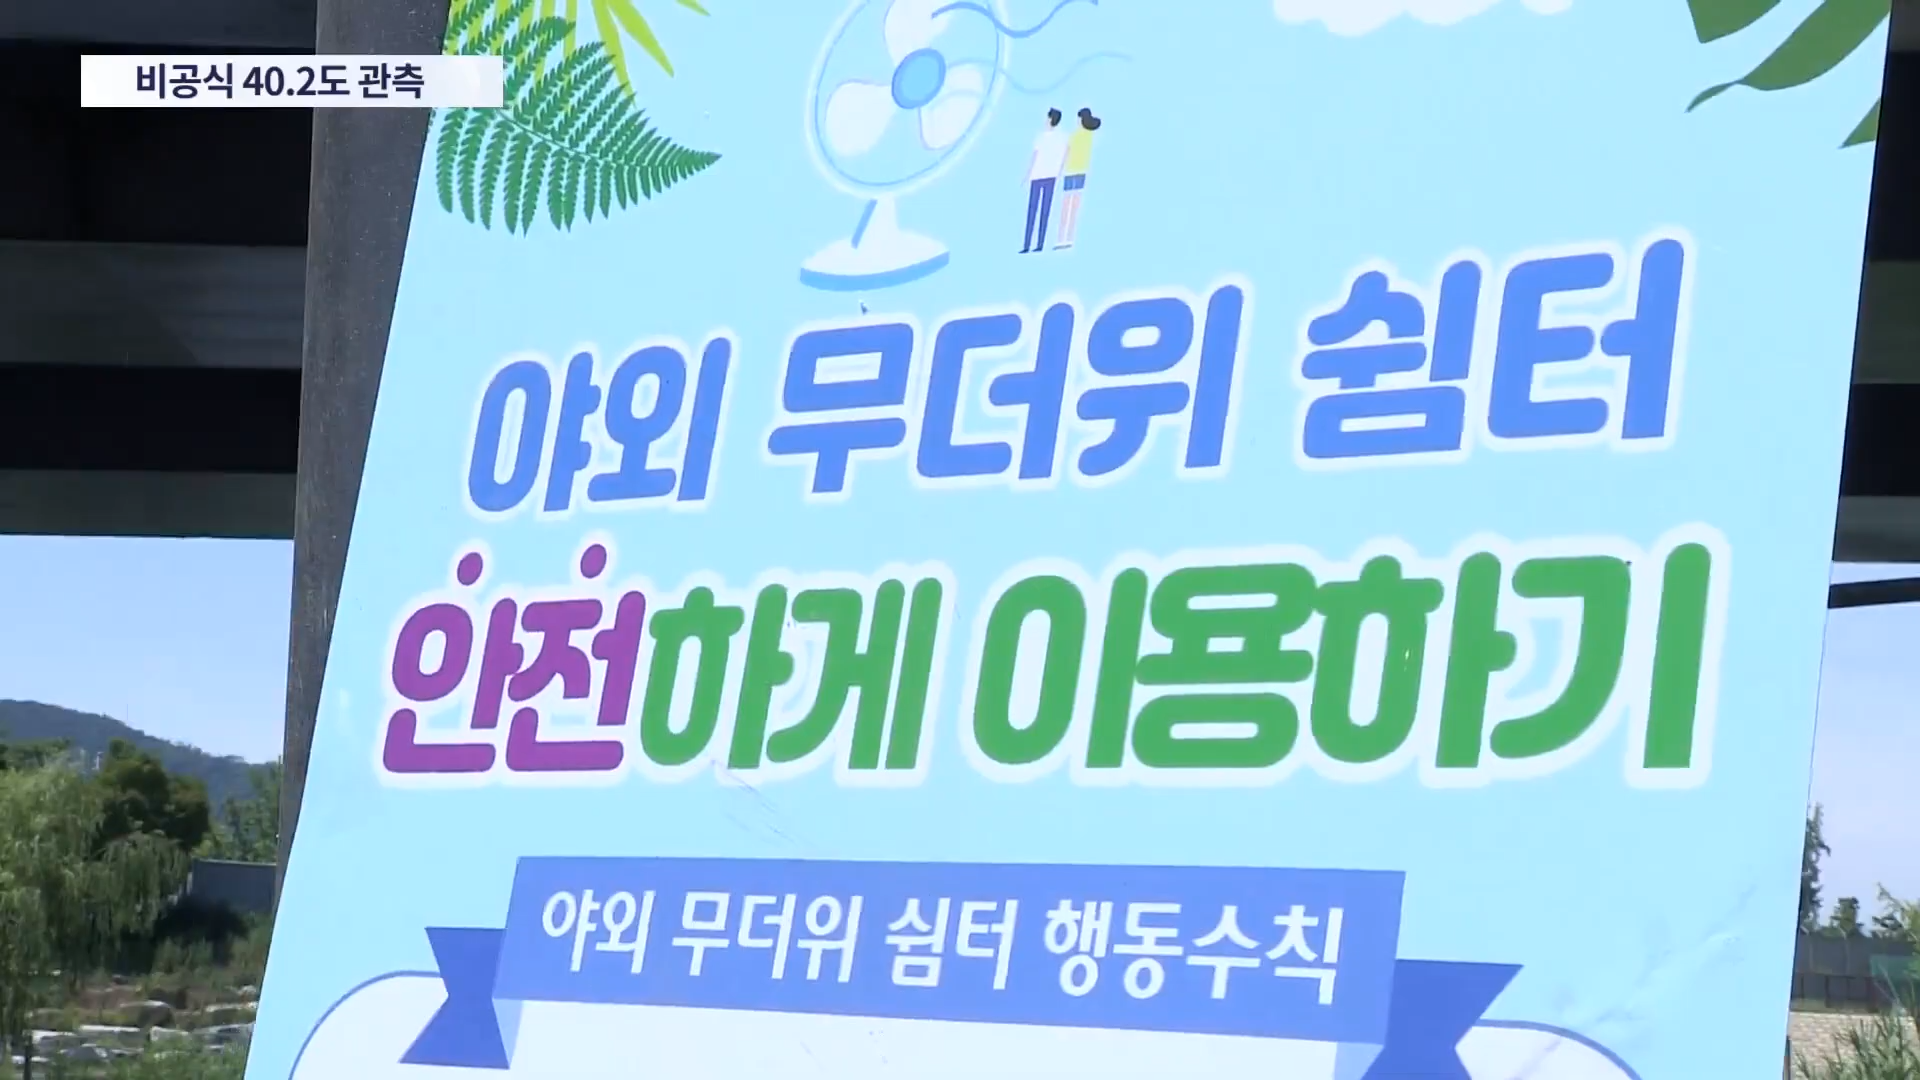 비공식 40.2도 관측
야외 무더위 쉼터
안전하게 이용하기
야외 무더위 쉼터 행동수칙